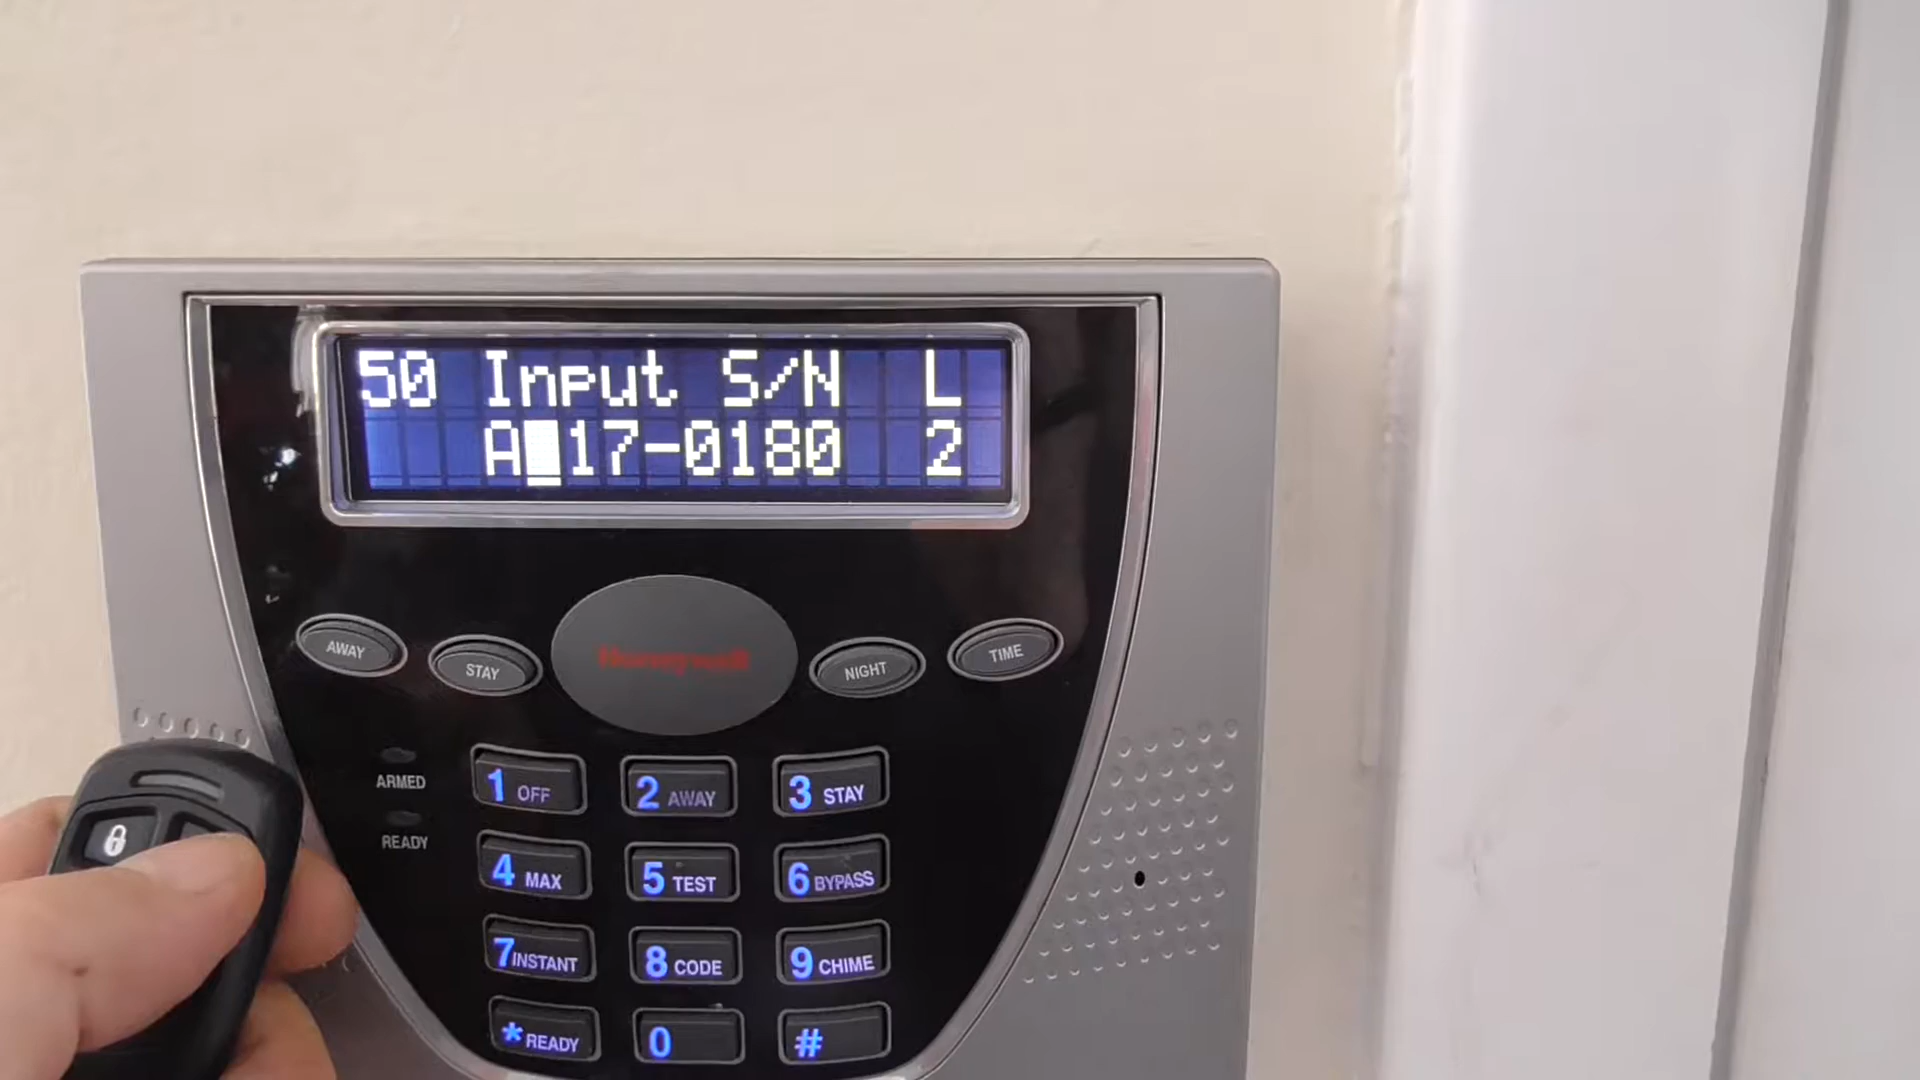 50 Input S/N L
A 17-0180 2
AWAY
STAY
Honeywell
NIGHT
TIME
ARMED
READY
1 OFF
2 AWAY
3 STAY
4 MAX
5 TEST
6 BYPASS
7 INSTANT
8 CODE
9 CHIME
* READY
0
#